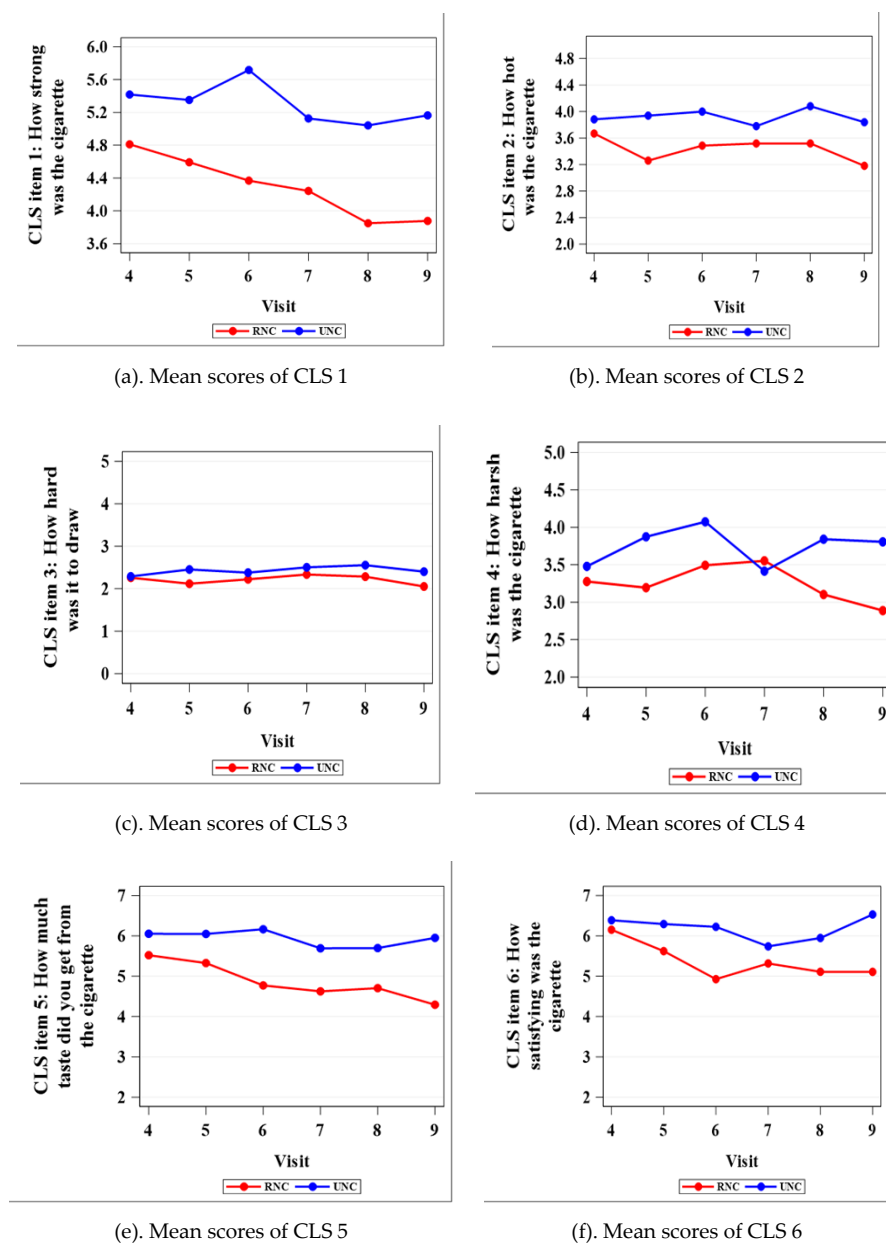 CLS item 1: How strong
was the cigarette
6.0
5.6
5.2
4.8
4.4
4.0
3.6
4 5 6 7 8 9
Visit
RNC UNC
(a). Mean scores of CLS 1
CLS item 2: How hot
was the cigarette
4.8
4.4
4.0
3.6
3.2
2.8
2.4
2.0
4 5 6 7 8 9
Visit
RNC UNC
(b). Mean scores of CLS 2
CLS item 3: How hard
was it to draw
5
4
3
2
1
0
4 5 6 7 8 9
Visit
RNC UNC
(c). Mean scores of CLS 3
CLS item 4: How harsh
was the cigarette
5.0
4.5
4.0
3.5
3.0
2.5
2.0
4 5 6 7 8 9
Visit
RNC UNC
(d). Mean scores of CLS 4
CLS item 5: How much
taste did you get from
the cigarette
7
6
5
4
3
2
4 5 6 7 8 9
Visit
RNC UNC
(e). Mean scores of CLS 5
CLS item 6: How
satisfying was the
cigarette
7
6
5
4
3
2
4 5 6 7 8 9
Visit
RNC UNC
(f). Mean scores of CLS 6